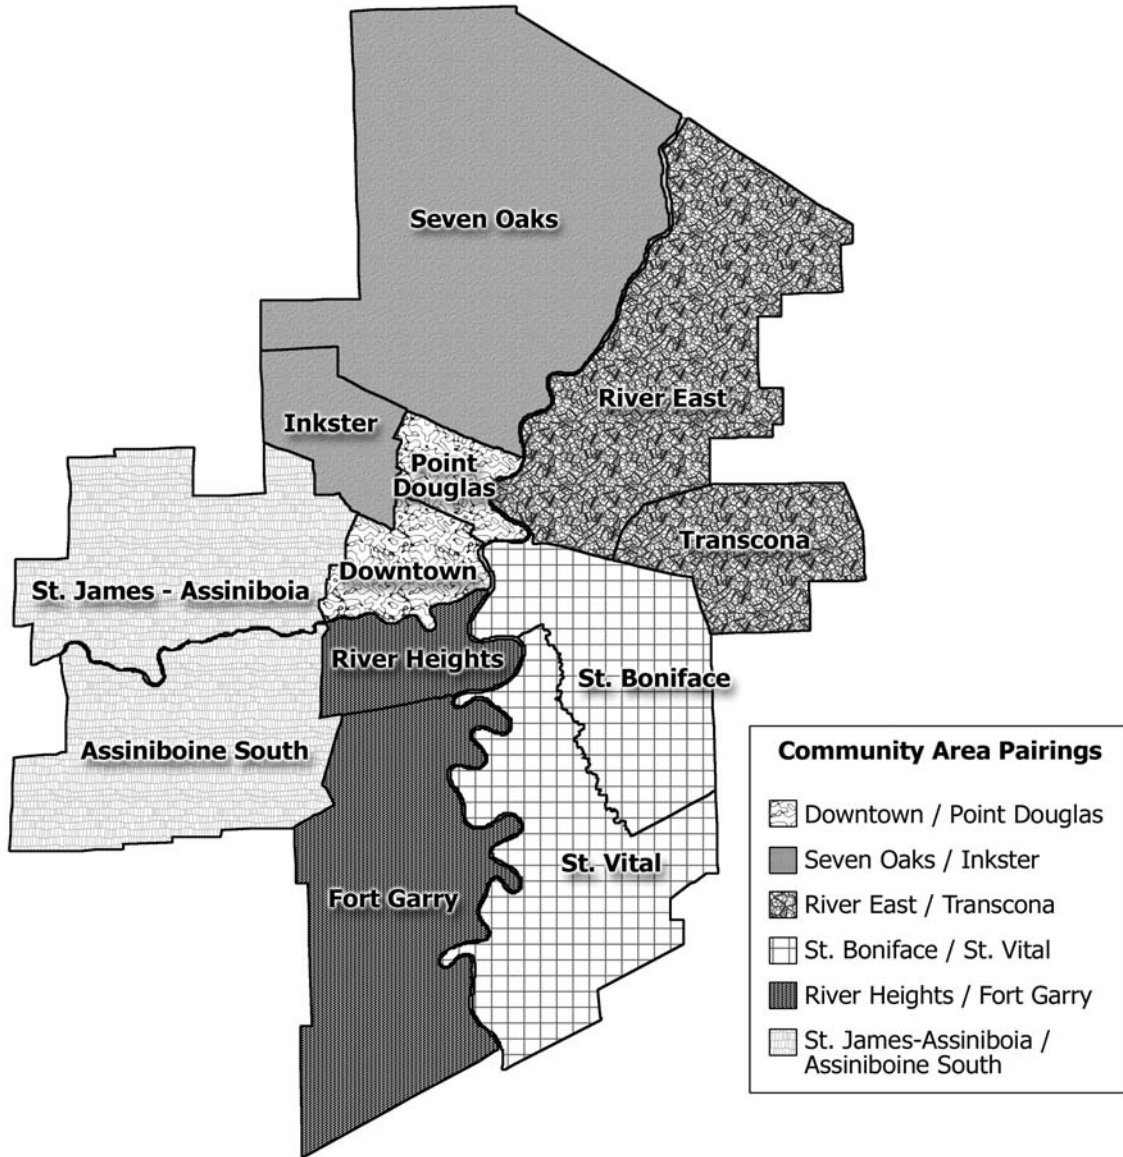 Seven Oaks
River East
Inkster
Point
Douglas
Transcona
Downtown
St. James - Assiniboia
River Heights
St. Boniface
Assiniboine South
St. Vital
Fort Garry
Community Area Pairings
Downtown / Point Douglas
Seven Oaks / Inkster
River East / Transcona
St. Boniface / St. Vital
River Heights / Fort Garry
St. James-Assiniboia /
Assiniboine South